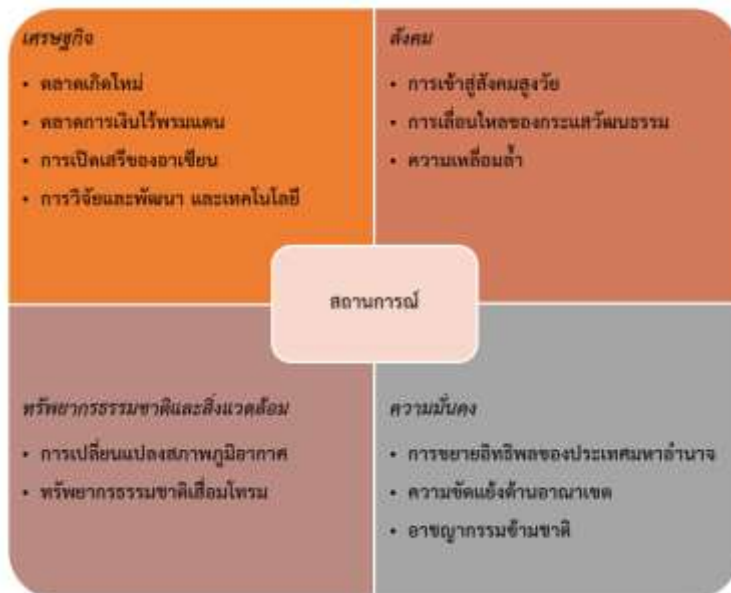 เศรษฐกิจ
• ตลาดเกิดใหม่
• ตลาดการเงินไร้พรมแดน
• การเปิดเสรีของอาเซียน
• การวิจัยและพัฒนา และเทคโนโลยี
สังคม
• การเข้าสู่สังคมสูงวัย
• การเลื่อนไหลของกระแสวัฒนธรรม
• ความเหลื่อมล้ำ
สถานการณ์
ทรัพยากรธรรมชาติและสิ่งแวดล้อม
• การเปลี่ยนแปลงสภาพภูมิอากาศ
• ทรัพยากรธรรมชาติเสื่อมโทรม
ความมั่นคง
• การขยายอิทธิพลของประเทศมหาอำนาจ
• ความขัดแย้งด้านอาณาเขต
• อาชญากรรมข้ามชาติ